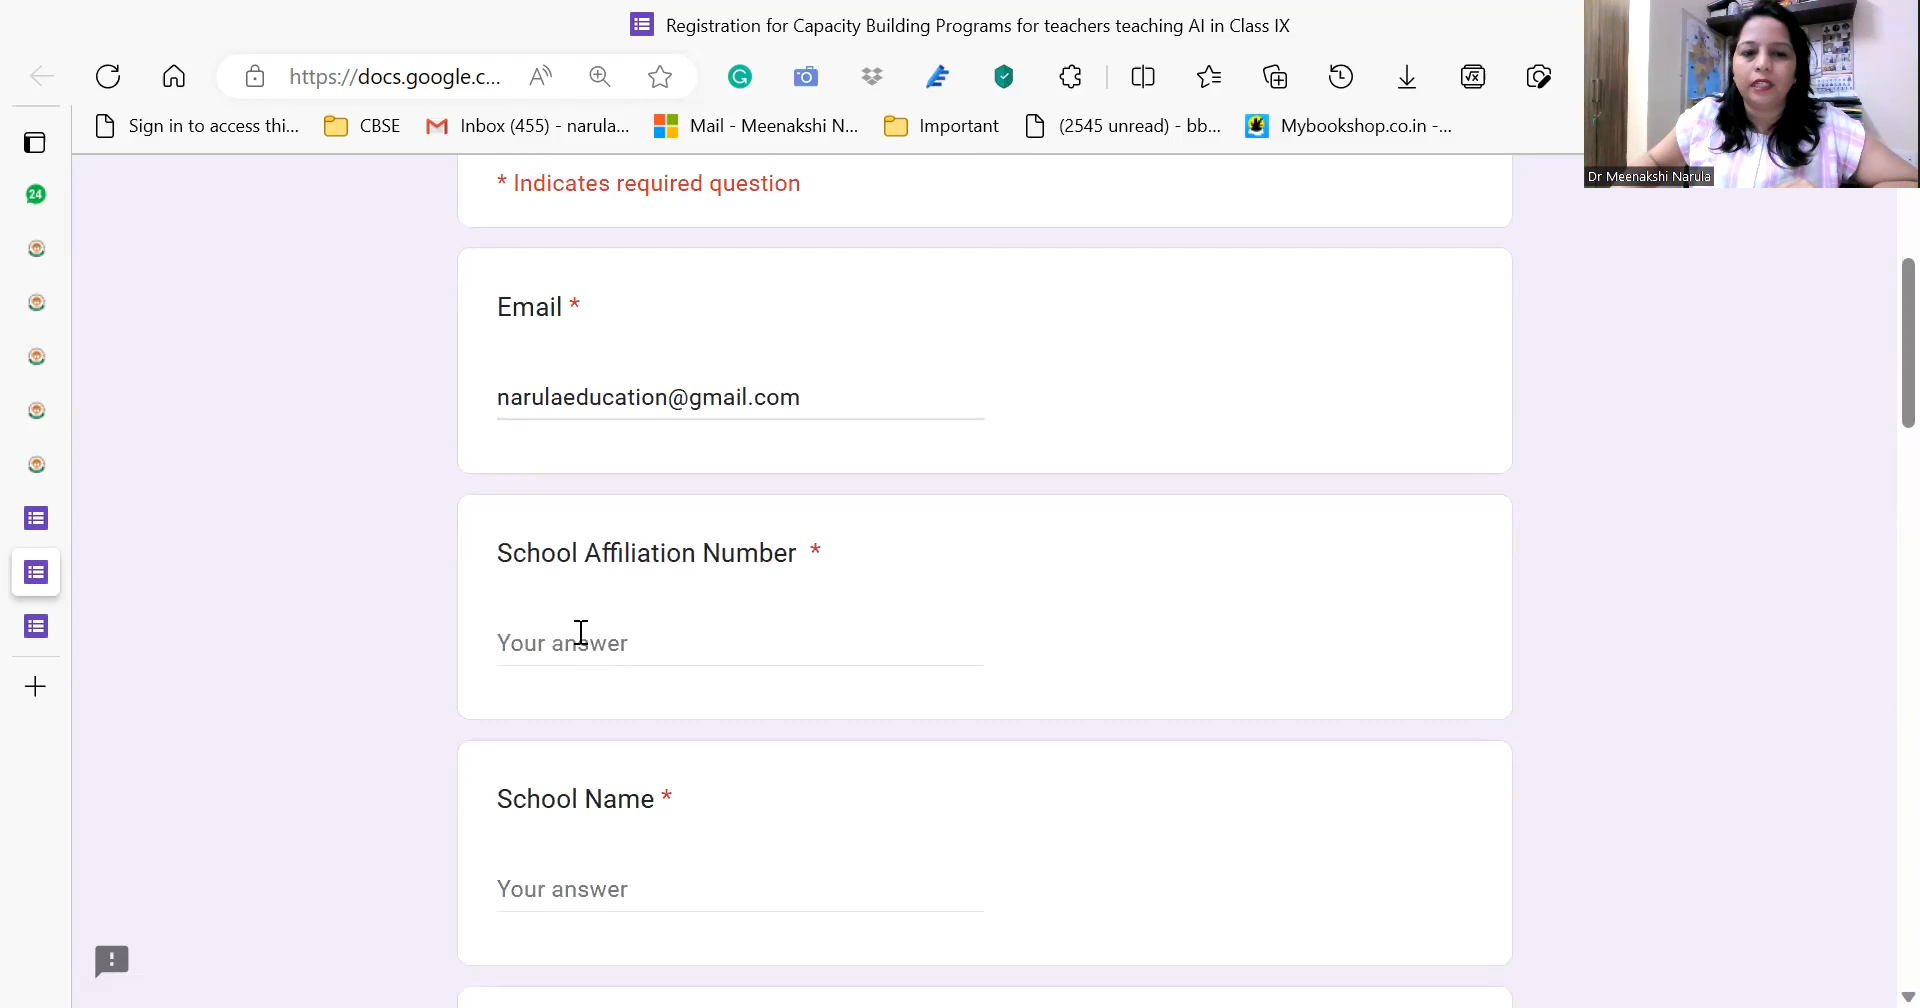 Registration for Capacity Building Programs for teachers teaching AI in Class IX
https://docs.google.c...
Sign in to access thi...
CBSE
Inbox (455) - narula...
Mail - Meenakshi N...
Important
(2545 unread) - bb...
Mybookshop.co.in -...
Dr Meenakshi Narula
24
* Indicates required question
Email *
narulaeducation@gmail.com
School Affiliation Number *
Your answer
School Name *
Your answer